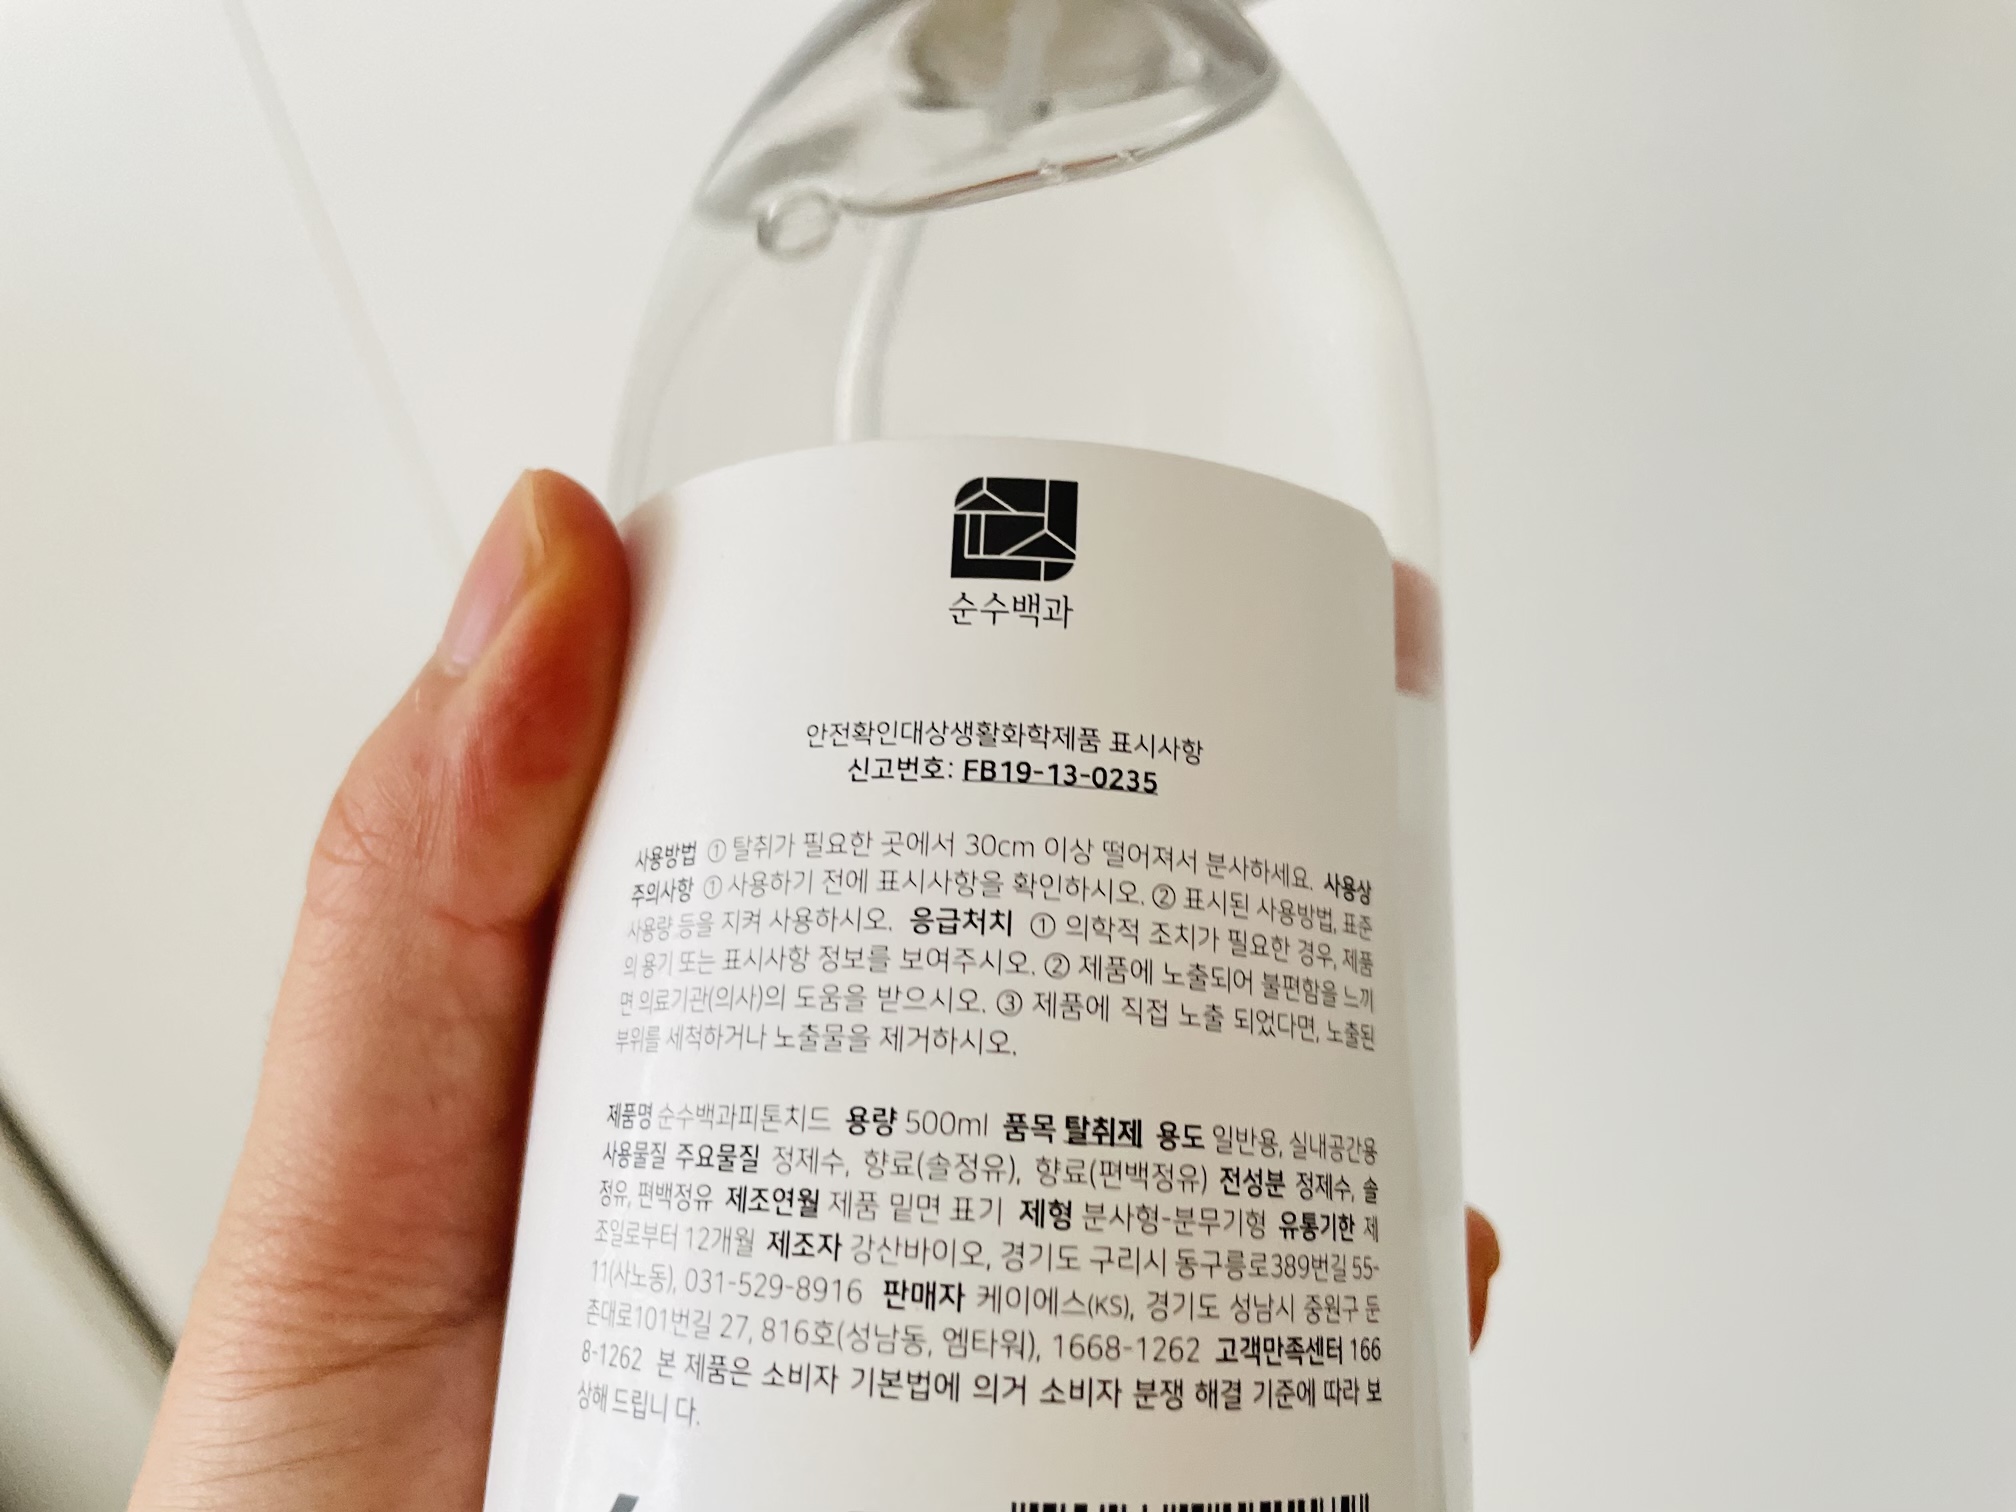 순수백과
안전확인대상생활화학제품 표시사항
신고번호: FB19-13-0235
사용방법 ① 탈취가 필요한 곳에서 30cm 이상 떨어져서 분사하세요. 사용상
주의사항 ① 사용하기 전에 표시사항을 확인하시오. ② 표시된 사용방법, 표준
사용량 등을 지켜 사용하시오. 응급처치 ① 의학적 조치가 필요한 경우, 제품
의 용기 또는 표시사항 정보를 보여주시오. ② 제품에 노출되어 불편함을 느끼
면 의료기관(의사)의 도움을 받으시오. ③ 제품에 직접 노출 되었다면, 노출된
부위를 세척하거나 노출물을 제거하시오.
제품명 순수백과피톤치드 용량 500ml 품목 탈취제 용도 일반용, 실내공간용
사용물질 주요물질 정제수, 향료(솔정유), 향료(편백정유) 전성분 정제수, 솔
정유, 편백정유 제조연월 제품 밑면 표기 제형 분사형-분무기형 유통기한 제
조일로부터 12개월 제조자 강산바이오, 경기도 구리시 동구릉로389번길 55-
11(사노동), 031-529-8916 판매자 케이에스(KS), 경기도 성남시 중원구 둔
촌대로101번길 27, 816호(성남동, 엠타워), 1668-1262 고객만족센터 166
8-1262 본 제품은 소비자 기본법에 의거 소비자 분쟁 해결 기준에 따라 보
상해 드립니 다.